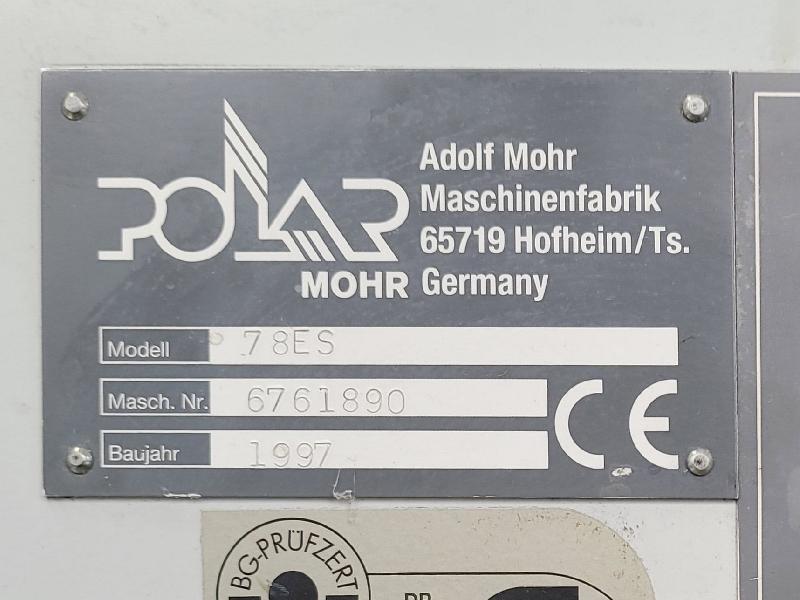 POLAR
MOHR
Adolf Mohr
Maschinenfabrik
65719 Hofheim/Ts.
Germany
Modell 78ES
Masch. Nr. 6761890
Baujahr 1997
CE
BG-PRÜFZERT